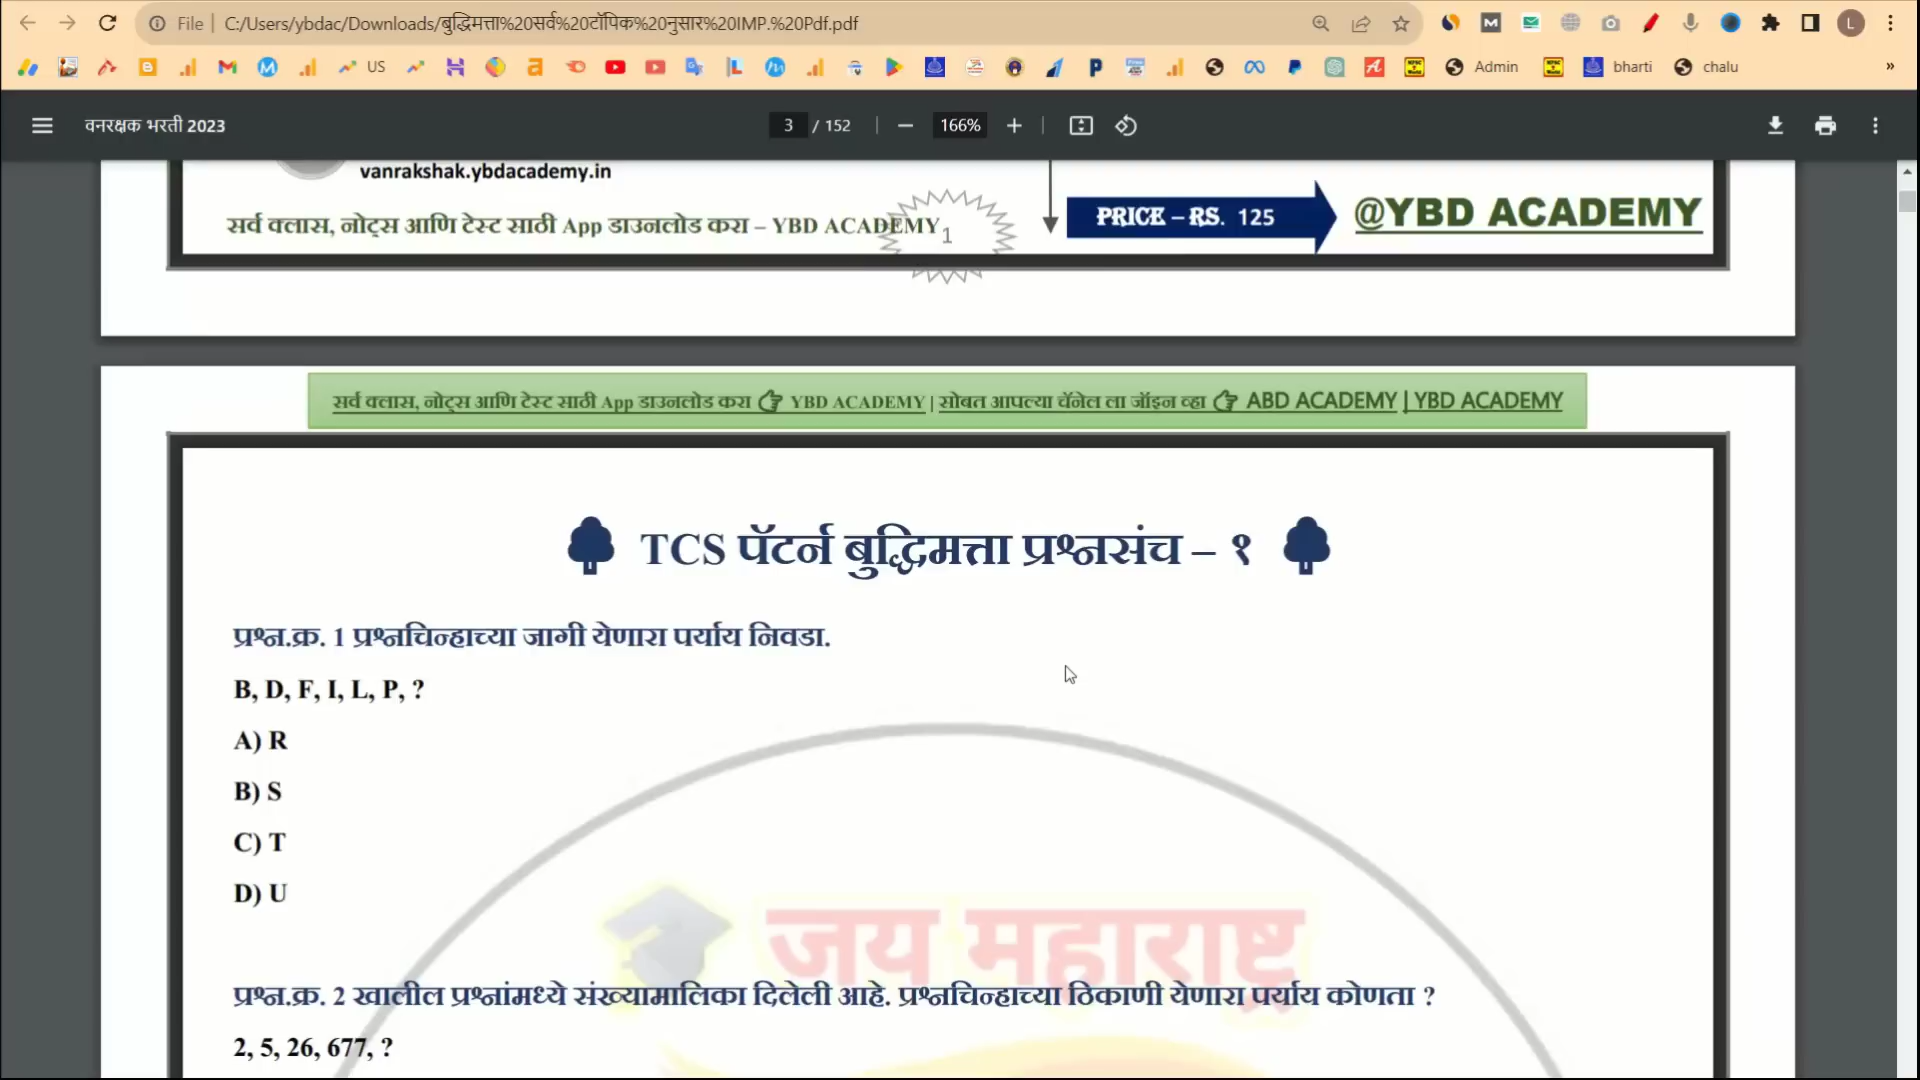 File | C:/Users/ybdac/Downloads/बुद्धिमत्ता%20सर्व%20टॉपिक%20नुसार%20IMP.%20Pdf.pdf
US Admin bharti chalu »
वनरक्षक भरती 2023 3 / 152 166%
vanrakshak.ybdacademy.in
सर्व क्लास, नोट्स आणि टेस्ट साठी App डाउनलोड करा – YBD ACADEMY 1 PRICE – RS. 125 @YBD ACADEMY
सर्व क्लास, नोट्स आणि टेस्ट साठी App डाउनलोड करा YBD ACADEMY | सोबत आपल्या चॅनेल ला जॉइन व्हा ABD ACADEMY | YBD ACADEMY
TCS पॅटर्न बुद्धिमत्ता प्रश्नसंच – १
प्रश्न.क्र. 1 प्रश्नचिन्हाच्या जागी येणारा पर्याय निवडा.
B, D, F, I, L, P, ?
A) R
B) S
C) T
D) U
जय महाराष्ट्र
प्रश्न.क्र. 2 खालील प्रश्नांमध्ये संख्यामालिका दिलेली आहे. प्रश्नचिन्हाच्या ठिकाणी येणारा पर्याय कोणता ?
2, 5, 26, 677, ?